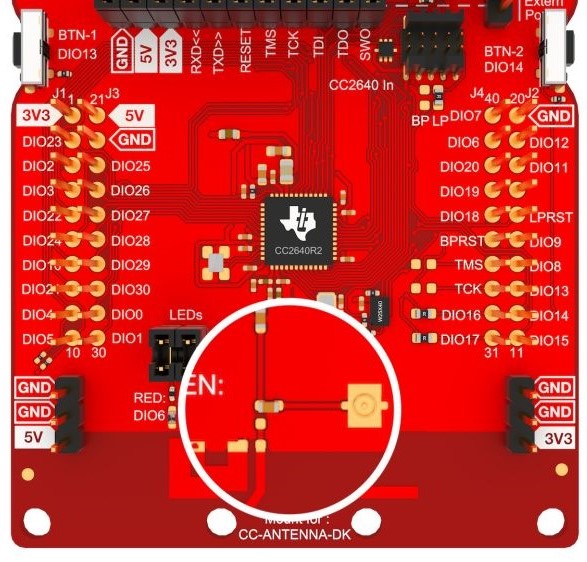 Extern
Po
BTN-1
DIO13
GND
5V
3V3
RXD<<
TXD>>
RESET
TMS
TCK
TDI
TDO
SWO
BTN-2
DIO14
CC2640 In
BP LP
J1 1 21 J3
3V3 5V
DIO23 GND
DIO2 DIO25
DIO3 DIO26
DIO22 DIO27
DIO24 DIO28
DIO29
DIO2 DIO30
DIO4 DIO0
DIO5 DIO1
10 30
J4 40 20 J2
DIO7 GND
DIO6 DIO12
DIO20 DIO11
DIO19
DIO18 LPRST
BPRST DIO9
TMS DIO8
TCK DIO13
DIO16 DIO14
DIO17 DIO15
31 11
ti
CC2640R2
W25X40
LEDs
EN:
RED:
DIO6
GND
GND
5V
GND
GND
3V3
Mount for :
CC-ANTENNA-DK